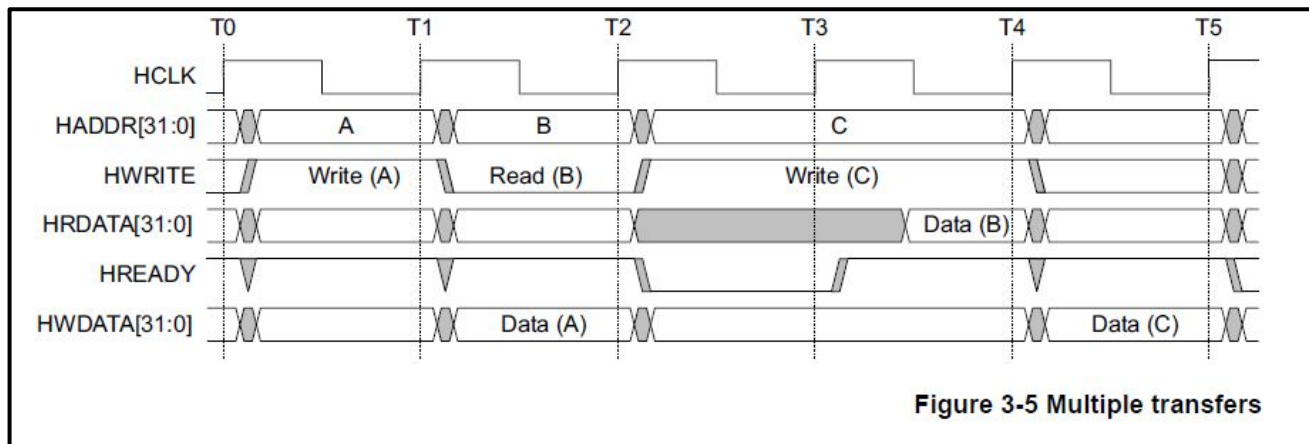 T0 T1 T2 T3 T4 T5
HCLK
HADDR[31:0] A B C
HWRITE Write (A) Read (B) Write (C)
HRDATA[31:0] Data (B)
HREADY
HWDATA[31:0] Data (A) Data (C)
Figure 3-5 Multiple transfers